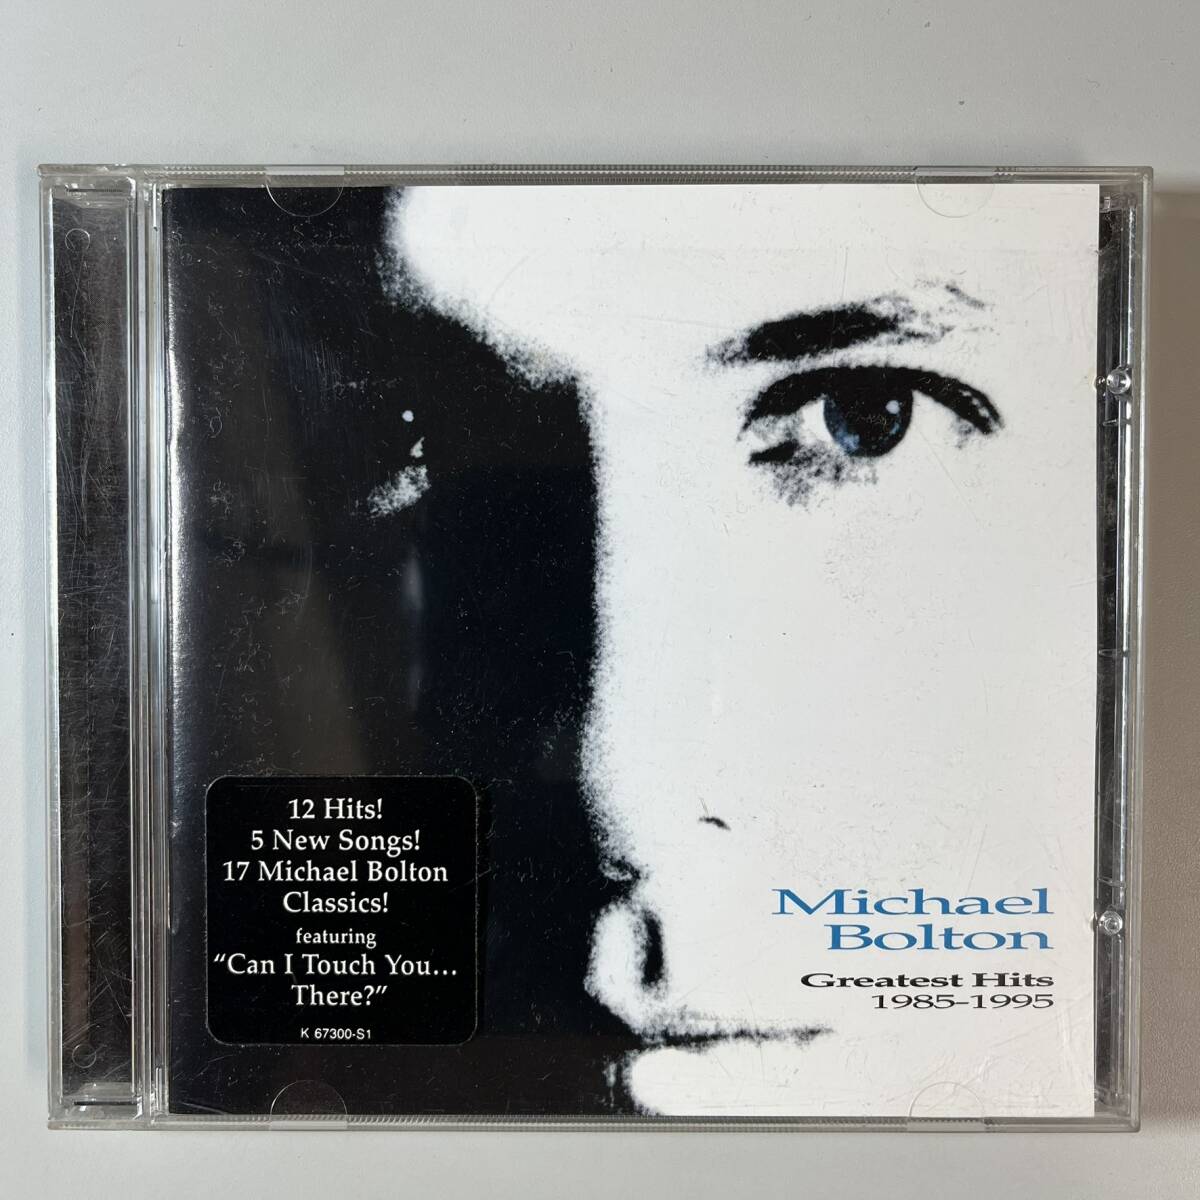 12 Hits!
5 New Songs!
17 Michael Bolton
Classics!
featuring
“Can I Touch You...
There?”
K 67300-S1
Michael
Bolton
Greatest Hits
1985-1995